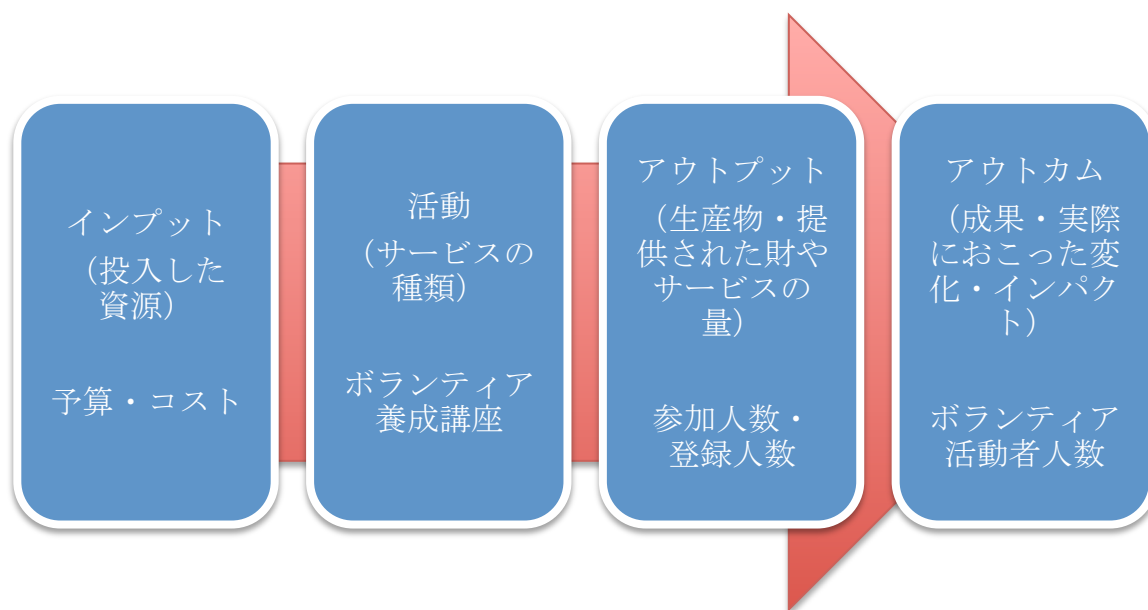 インプット
（投入した
資源）
予算・コスト
活動
（サービスの
種類）
ボランティア
養成講座
アウトプット
（生産物・提
供された財や
サービスの
量）
参加人数・
登録人数
アウトカム
（成果・実際
におこった変
化・インパク
ト）
ボランティア
活動者人数